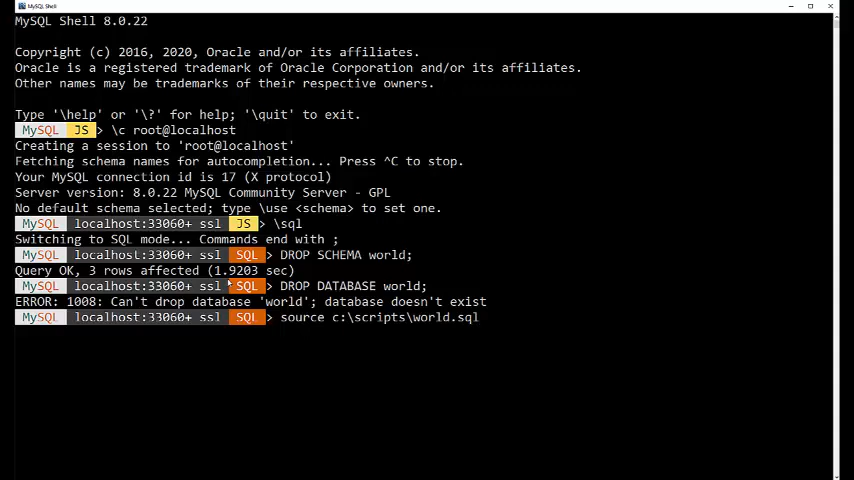 MySQL Shell
MySQL Shell 8.0.22
Copyright (c) 2016, 2020, Oracle and/or its affiliates.
Oracle is a registered trademark of Oracle Corporation and/or its affiliates.
Other names may be trademarks of their respective owners.
Type '\help' or '\?' for help; '\quit' to exit.
MySQL JS > \c root@localhost
Creating a session to 'root@localhost'
Fetching schema names for autocompletion... Press ^C to stop.
Your MySQL connection id is 17 (X protocol)
Server version: 8.0.22 MySQL Community Server - GPL
No default schema selected; type \use <schema> to set one.
MySQL localhost:33060+ ssl JS > \sql
Switching to SQL mode... Commands end with ;
MySQL localhost:33060+ ssl SQL > DROP SCHEMA world;
Query OK, 3 rows affected (1.9203 sec)
MySQL localhost:33060+ ssl SQL > DROP DATABASE world;
ERROR: 1008: Can't drop database 'world'; database doesn't exist
MySQL localhost:33060+ ssl SQL > source c:\scripts\world.sql